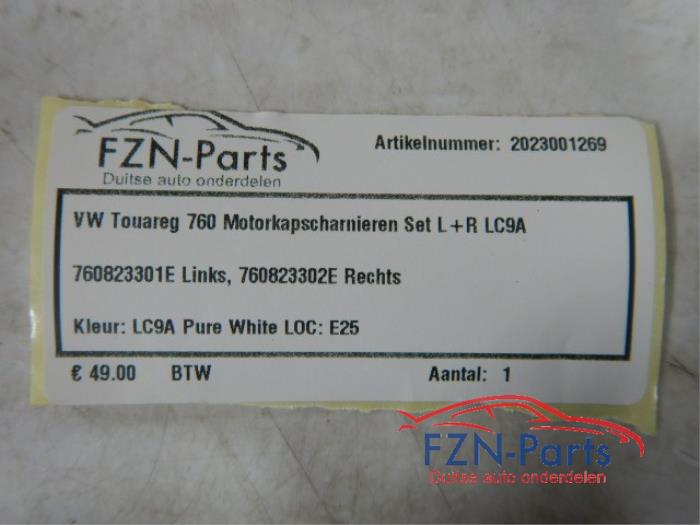 FZN-Parts
Duitse auto onderdelen
Artikelnummer: 2023001269
VW Touareg 760 Motorkapscharnieren Set L+R LC9A
760823301E Links, 760823302E Rechts
Kleur: LC9A Pure White LOC: E25
€ 49.00 BTW Aantal: 1
FZN-Parts
Duitse auto onderdelen